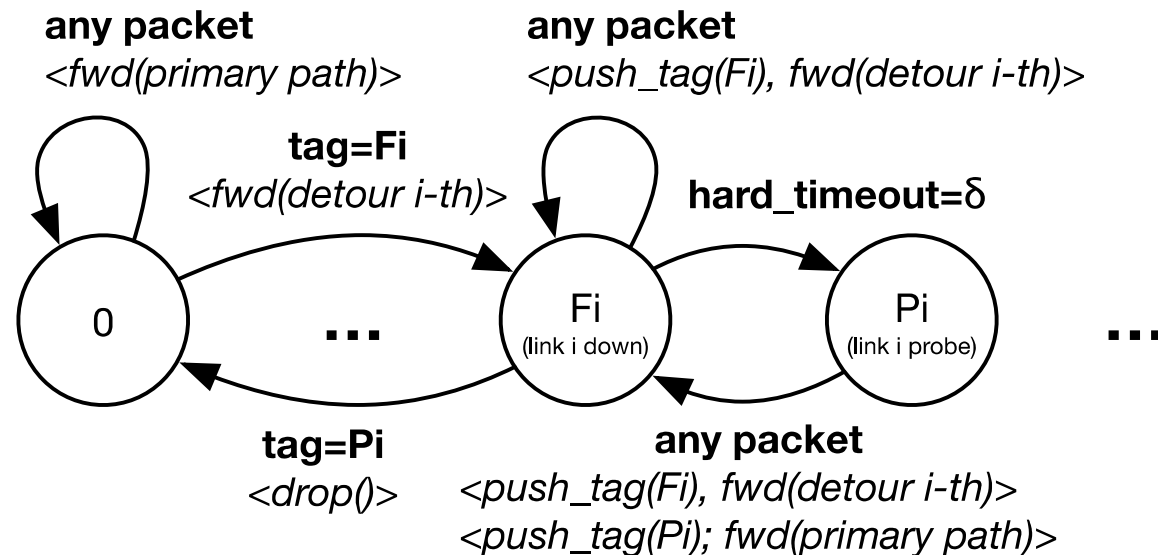 any packet
<fwd(primary path)>
any packet
<push_tag(Fi), fwd(detour i-th)>
tag=Fi
<fwd(detour i-th)>
hard_timeout=δ
0
...
Fi
(link i down)
Pi
(link i probe)
...
tag=Pi
<drop()>
any packet
<push_tag(Fi), fwd(detour i-th)>
<push_tag(Pi); fwd(primary path)>